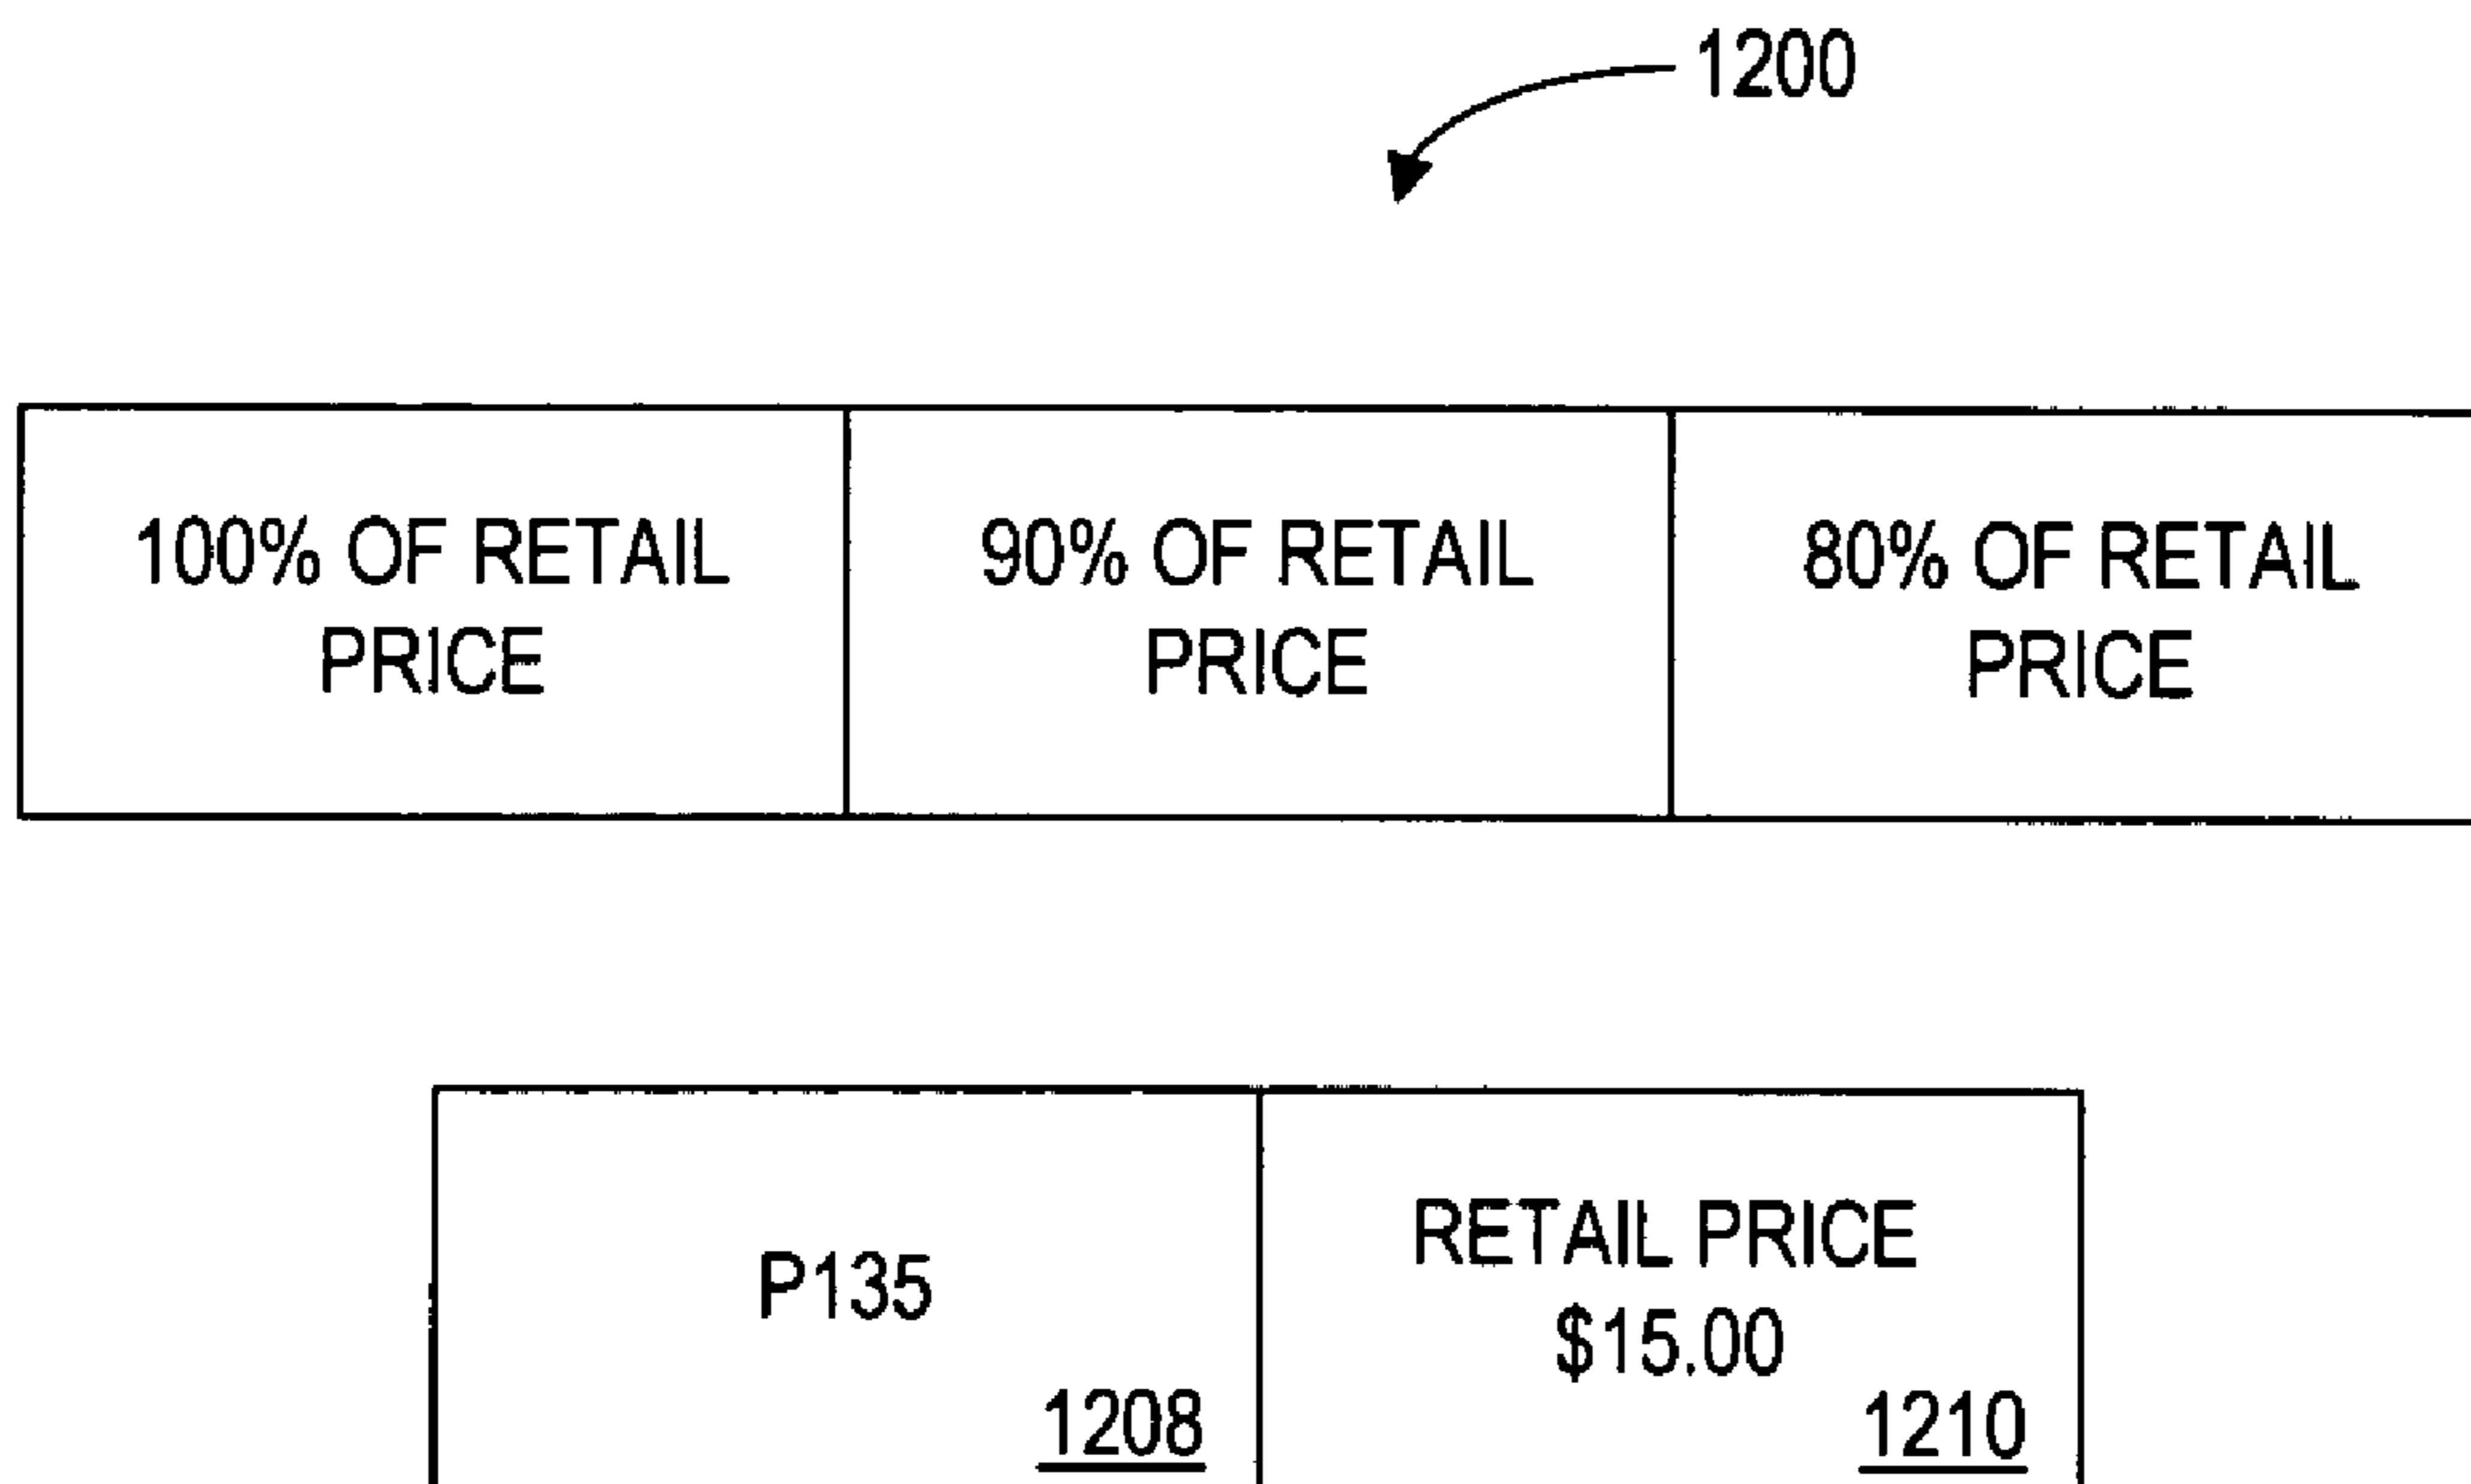 1200
100% OF RETAIL
PRICE
90% OF RETAIL
PRICE
80% OF RETAIL
PRICE
P135
1208
RETAIL PRICE
$15.00
1210